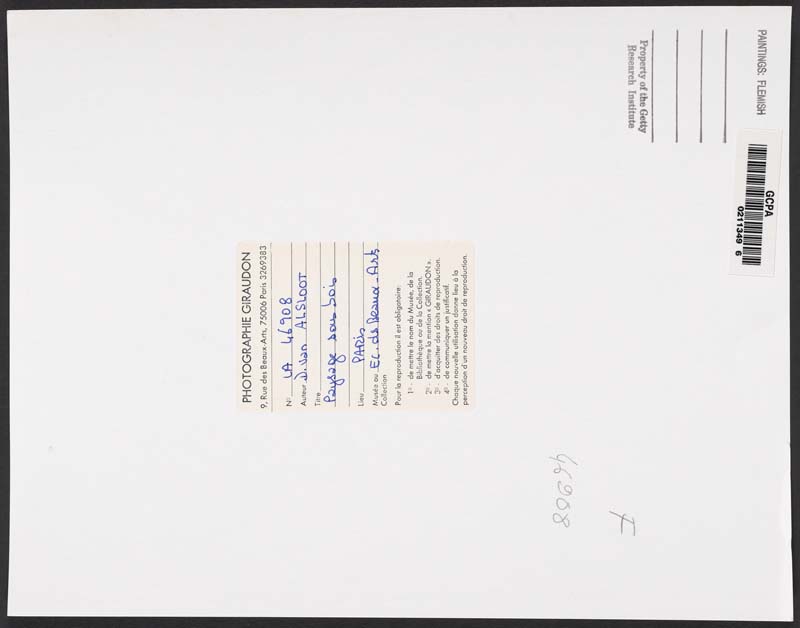 PAINTINGS: FLEMISH
Property of the Getty
Research Institute
GCPA
0211349 6
PHOTOGRAPHIE GIRAUDON
9, Rue des Beaux-Arts, 75006 Paris 3269383
N° LA 46908
Auteur D. Van ALSLOOT
Titre
Paysage sous bois
Lieu PARIS
Musée ou Ec. de Beaux-Arts
Collection
Pour la reproduction il est obligatoire:
1° - de mettre le nom du Musée, de la
Bibliothèque ou de la Collection.
2° - de mettre la mention « GIRAUDON ».
3° - d'acquitter des droits de reproduction.
4° - de communiquer un justificatif.
Chaque nouvelle utilisation donne lieu à la
perception d'un nouveau droit de reproduction.
46908
F